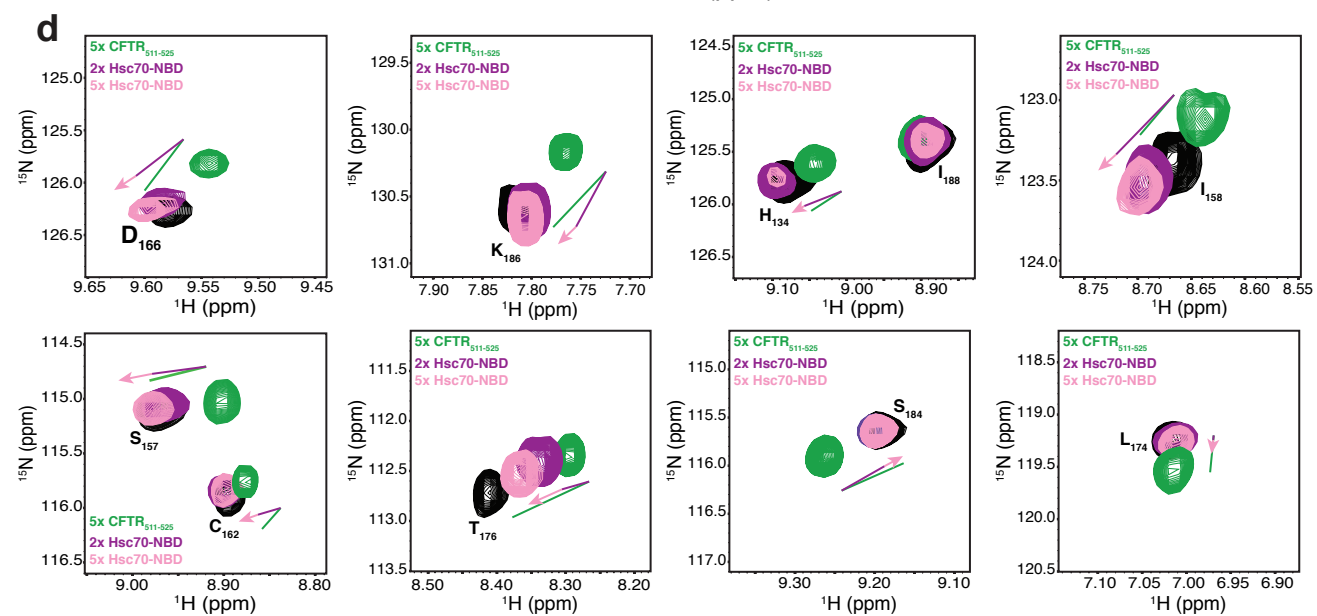 d
5x CFTR511-525
2x Hsc70-NBD
5x Hsc70-NBD
125.0
125.5
126.0
126.5
15N (ppm)
D166
9.65 9.60 9.55 9.50 9.45
1H (ppm)
5x CFTR511-525
2x Hsc70-NBD
5x Hsc70-NBD
129.5
130.0
130.5
131.0
15N (ppm)
K186
7.90 7.85 7.80 7.75 7.70
1H (ppm)
5x CFTR511-525
2x Hsc70-NBD
5x Hsc70-NBD
124.5
125.0
125.5
126.0
126.5
15N (ppm)
I188
H134
9.10 9.00 8.90
1H (ppm)
5x CFTR511-525
2x Hsc70-NBD
5x Hsc70-NBD
123.0
123.5
124.0
15N (ppm)
I158
8.75 8.70 8.65 8.60 8.55
1H (ppm)
114.5
115.0
115.5
116.0
116.5
15N (ppm)
S157
C162
5x CFTR511-525
2x Hsc70-NBD
5x Hsc70-NBD
9.00 8.90 8.80
1H (ppm)
5x CFTR511-525
2x Hsc70-NBD
5x Hsc70-NBD
111.5
112.0
112.5
113.0
113.5
15N (ppm)
T176
8.50 8.40 8.30 8.20
1H (ppm)
5x CFTR511-525
2x Hsc70-NBD
5x Hsc70-NBD
115.0
115.5
116.0
116.5
117.0
15N (ppm)
S184
9.30 9.20 9.10
1H (ppm)
5x CFTR511-525
2x Hsc70-NBD
5x Hsc70-NBD
118.5
119.0
119.5
120.0
120.5
15N (ppm)
L174
7.10 7.05 7.00 6.95 6.90
1H (ppm)